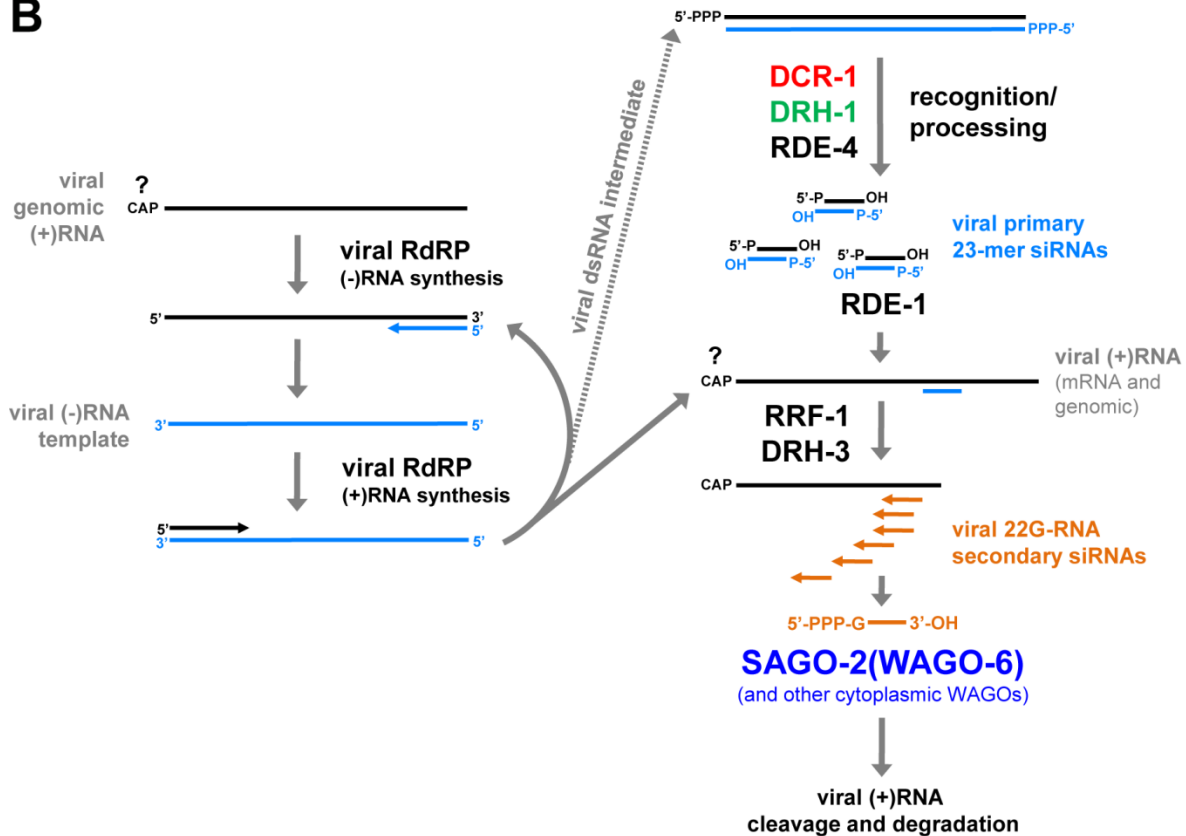 B
viral
genomic
(+)RNA
?
CAP
viral RdRP
(-)RNA synthesis
5'
3'
5'
viral (-)RNA
template
3'
5'
viral RdRP
(+)RNA synthesis
5'
3'
5'
viral dsRNA intermediate
5'-PPP
PPP-5'
DCR-1
DRH-1
RDE-4
recognition/
processing
5'-P
OH
OH
P-5'
5'-P
OH
OH
P-5'
5'-P
OH
OH
P-5'
viral primary
23-mer siRNAs
RDE-1
?
CAP
viral (+)RNA
(mRNA and
genomic)
RRF-1
DRH-3
CAP
viral 22G-RNA
secondary siRNAs
5'-PPP-G
3'-OH
SAGO-2(WAGO-6)
(and other cytoplasmic WAGOs)
viral (+)RNA
cleavage and degradation